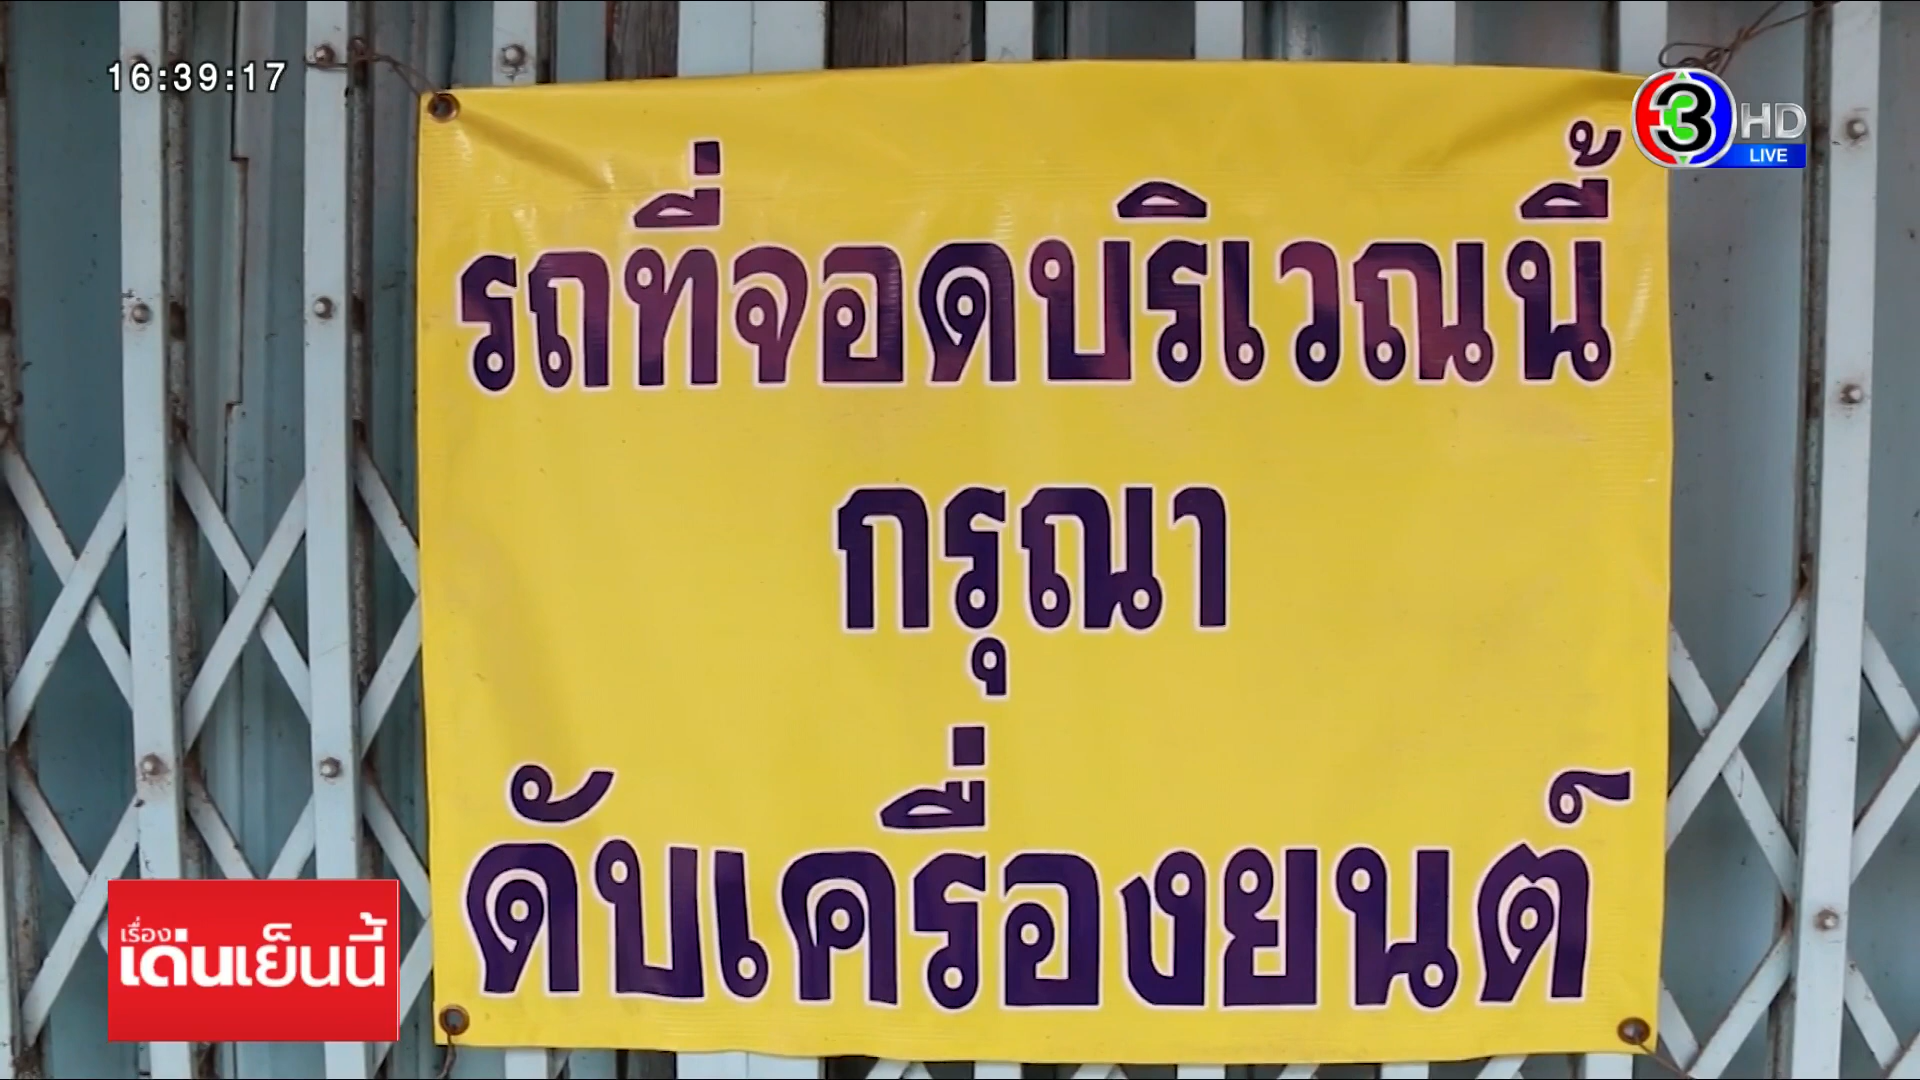 16:39:17
3 HD
LIVE
รถที่จอดบริเวณนี้
กรุณา
ดับเครื่องยนต์
เรื่อง
เด่นเย็นนี้